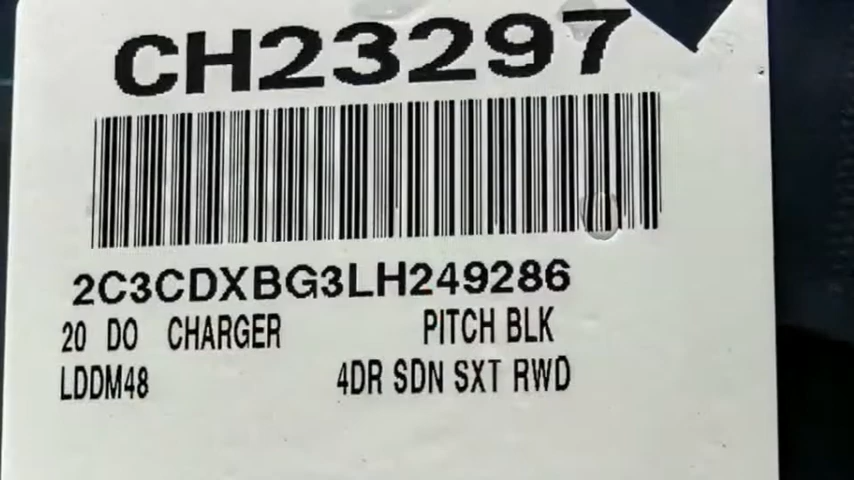 CH23297
2C3CDXBG3LH249286
20 DO CHARGER PITCH BLK
LDDM48 4DR SDN SXT RWD